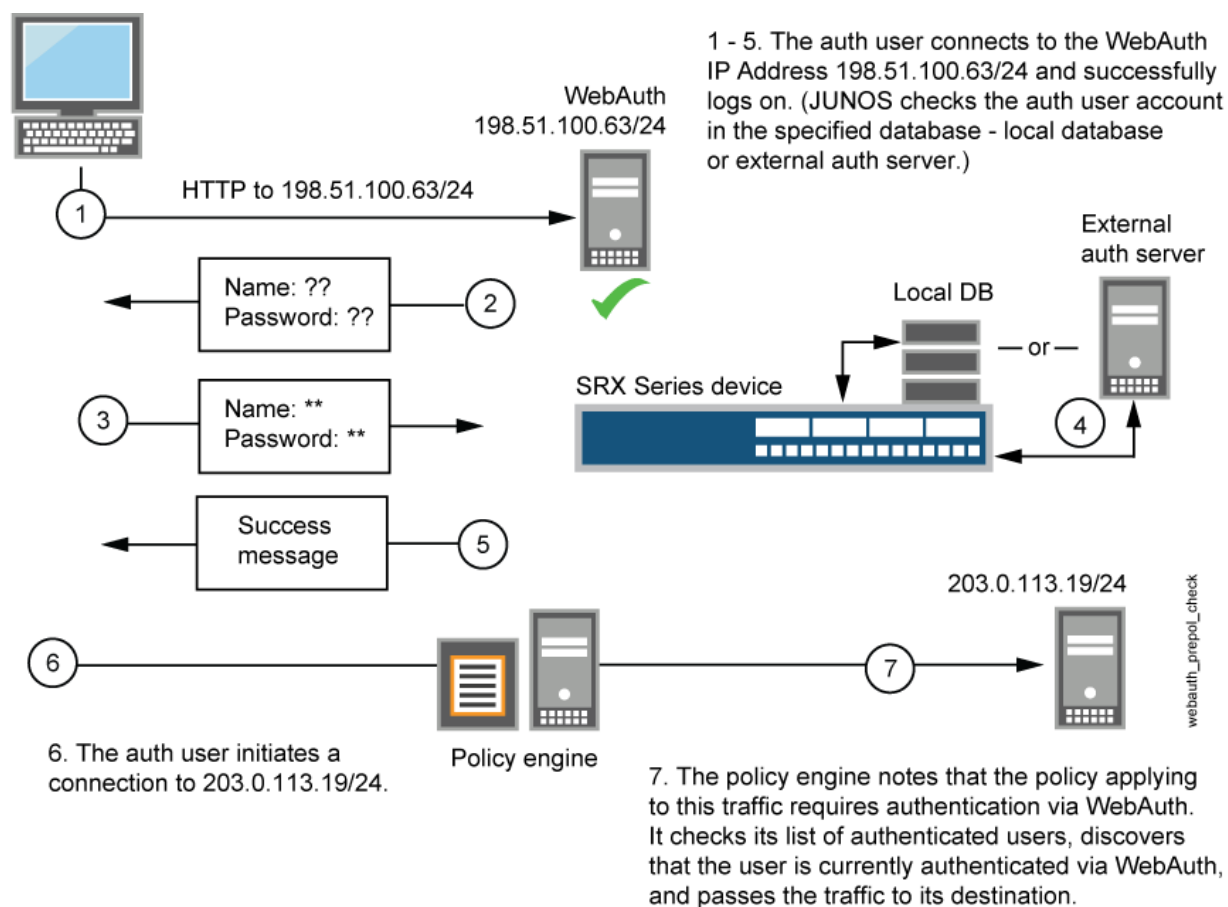 1 - 5. The auth user connects to the WebAuth
IP Address 198.51.100.63/24 and successfully
logs on. (JUNOS checks the auth user account
in the specified database - local database
or external auth server.)
WebAuth
198.51.100.63/24
HTTP to 198.51.100.63/24
1
External
auth server
Name: ??
Password: ??
2
Local DB
or
SRX Series device
3
Name: **
Password: **
4
Success
message
5
203.0.113.19/24
webauth_prepol_check
6
7
Policy engine
6. The auth user initiates a
connection to 203.0.113.19/24.
7. The policy engine notes that the policy applying
to this traffic requires authentication via WebAuth.
It checks its list of authenticated users, discovers
that the user is currently authenticated via WebAuth,
and passes the traffic to its destination.